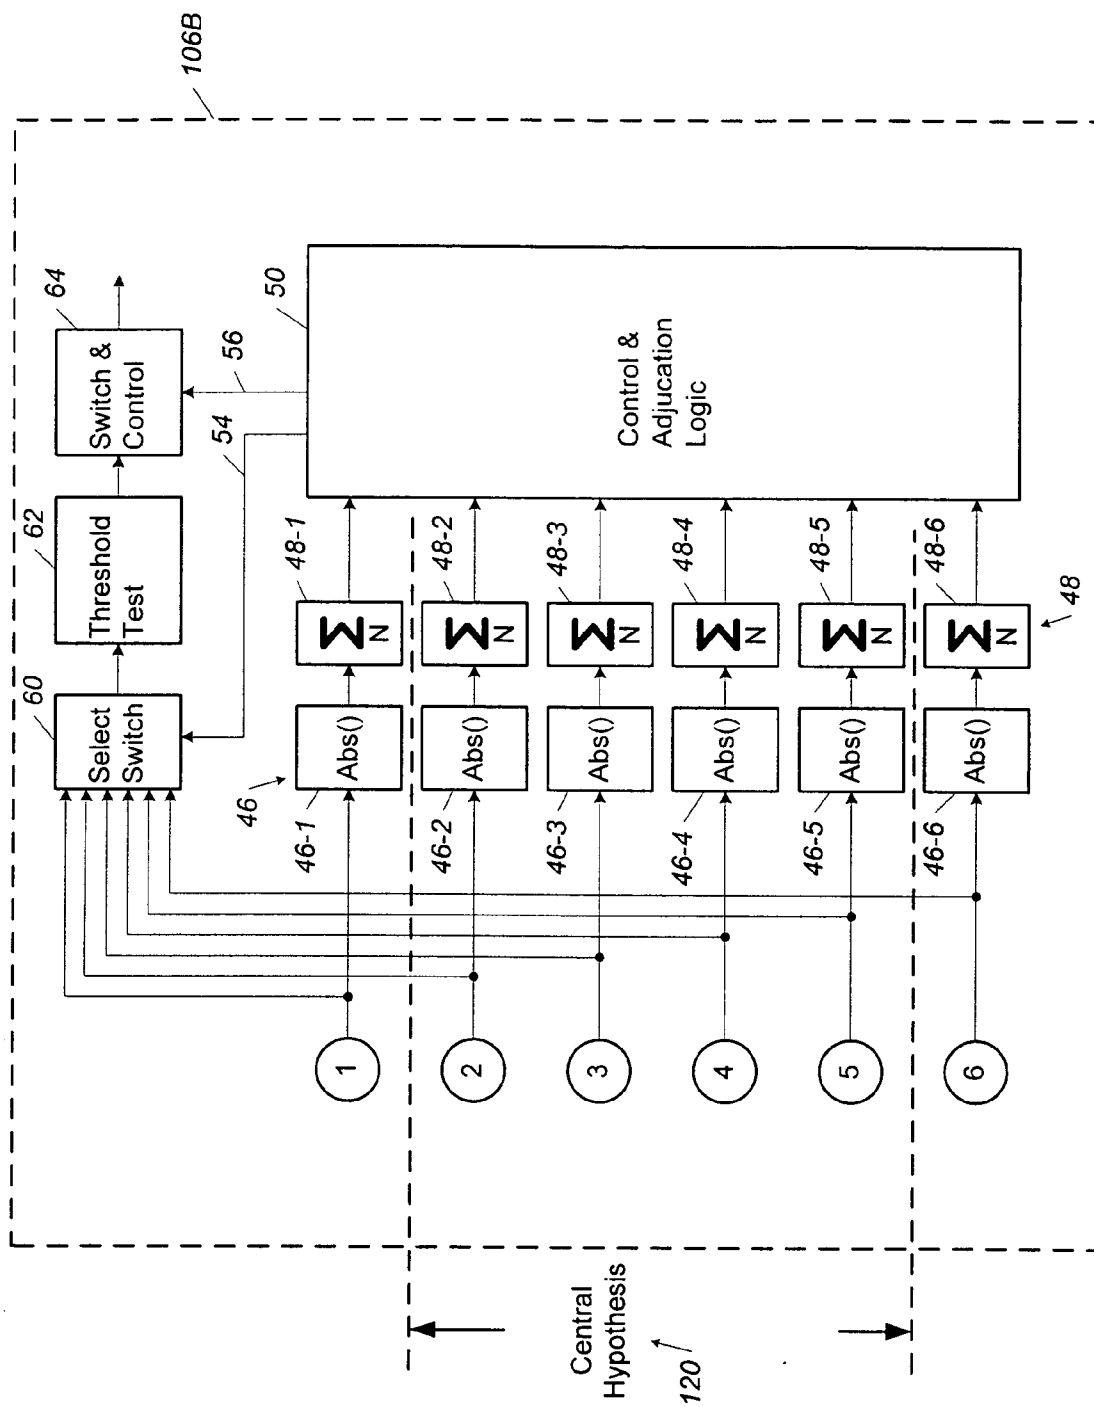 106B
60
Select
Switch
62
Threshold
Test
64
Switch &
Control
54
56
50
Control &
Adjucation
Logic
1
46
46-1
Abs()
48-1
Σ
N
2
46-2
Abs()
48-2
Σ
N
3
46-3
Abs()
48-3
Σ
N
4
46-4
Abs()
48-4
Σ
N
5
46-5
Abs()
48-5
Σ
N
6
46-6
Abs()
48-6
Σ
N
48
Central
Hypothesis
120